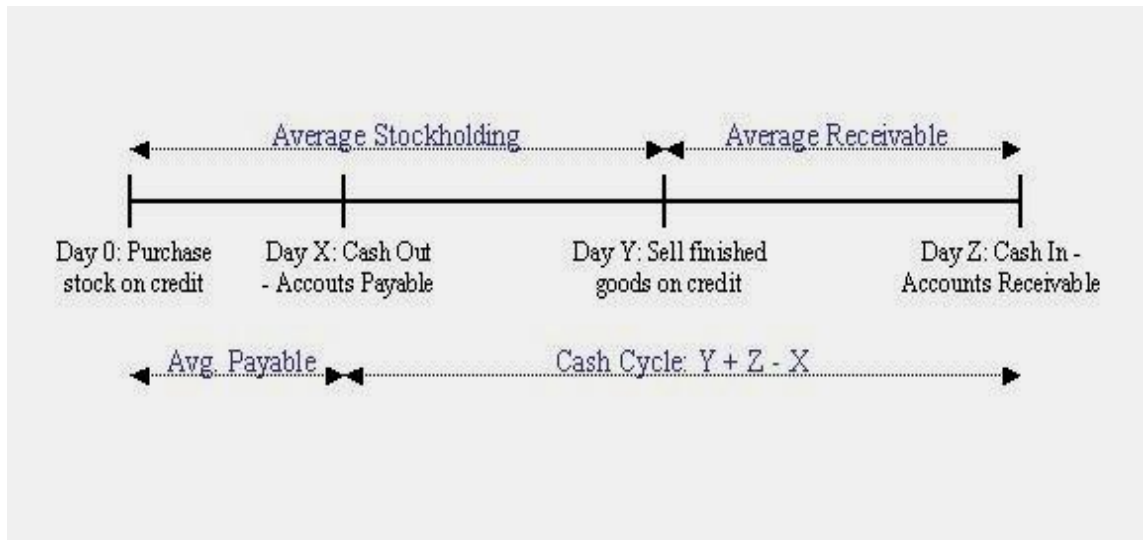 Average Stockholding
Average Receivable
Day 0: Purchase
stock on credit
Day X: Cash Out
- Accouts Payable
Day Y: Sell finished
goods on credit
Day Z: Cash In -
Accounts Receivable
Avg. Payable
Cash Cycle: Y + Z - X